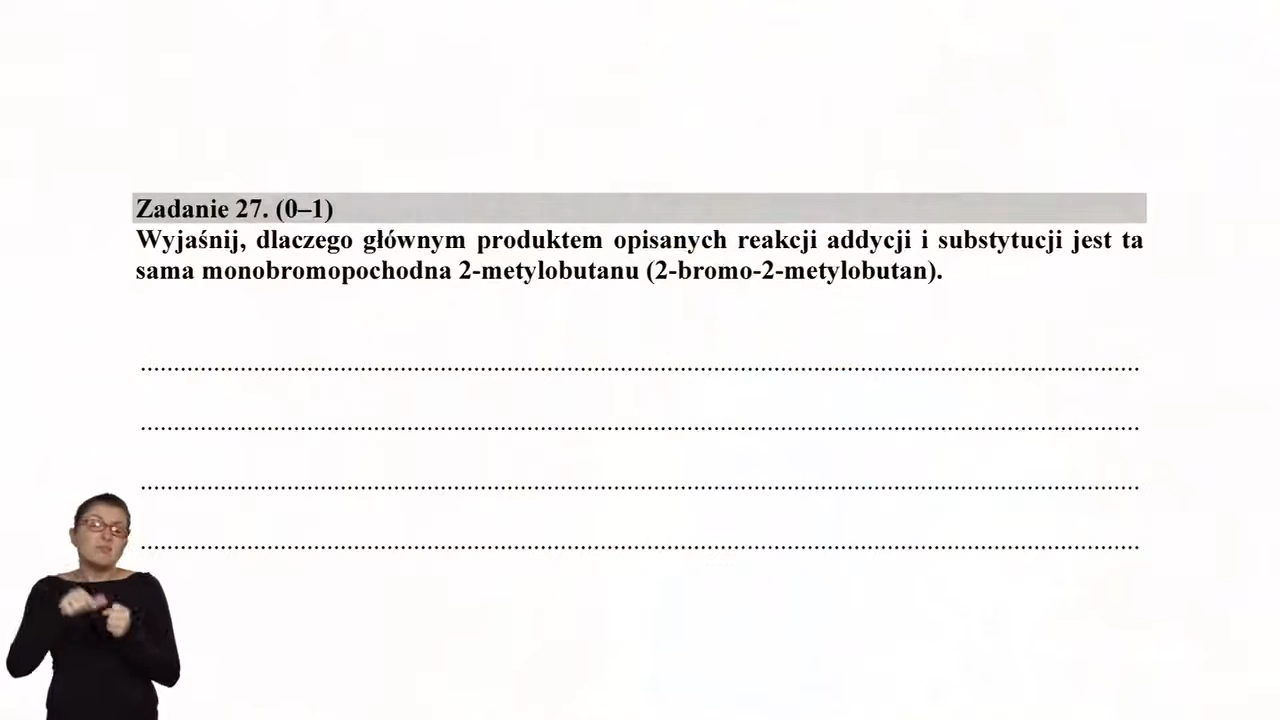 Zadanie 27. (0–1)
Wyjaśnij, dlaczego głównym produktem opisanych reakcji addycji i substytucji jest ta
sama monobromopochodna 2-metylobutanu (2-bromo-2-metylobutan).